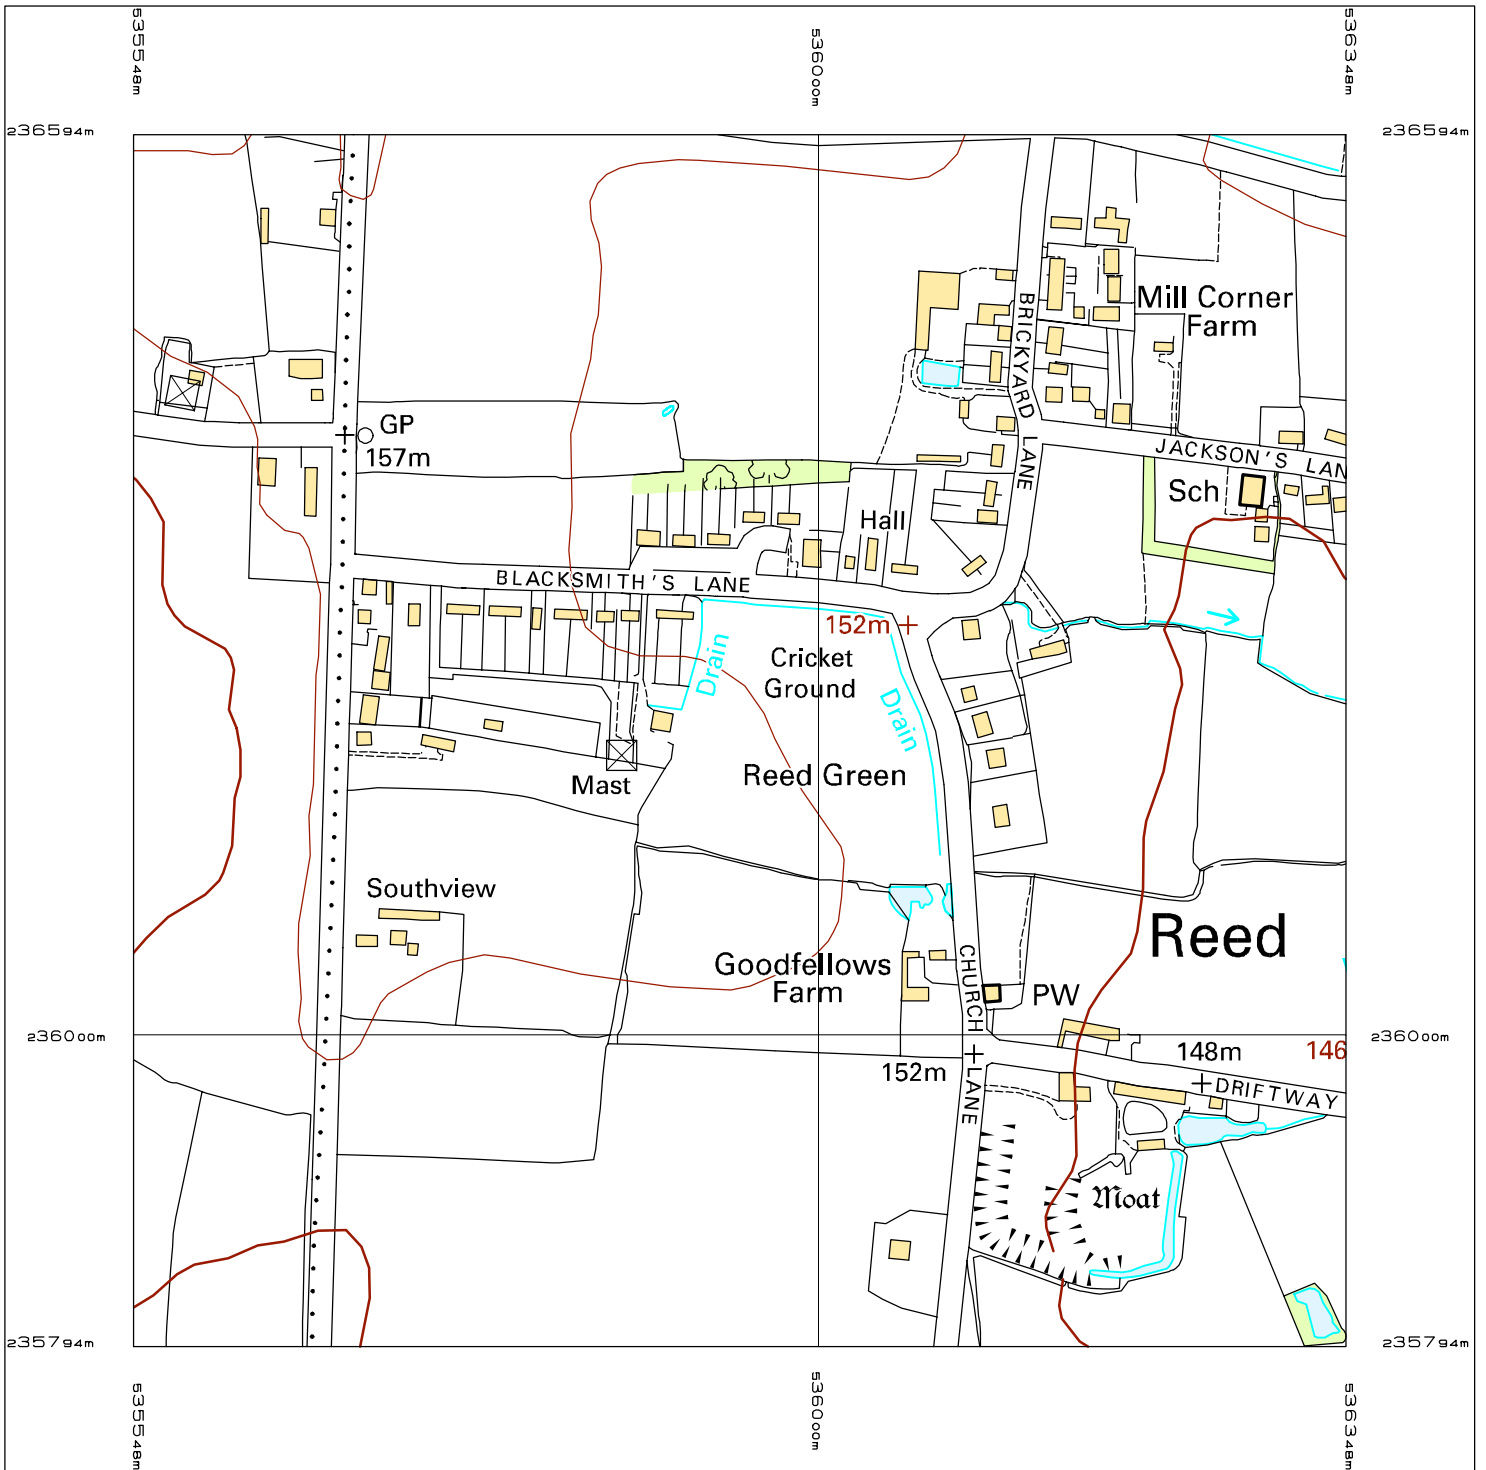 535548m
536000m
536348m
236594m
236594m
Mill Corner
Farm
BRICKYARD LANE
GP
157m
JACKSON'S LAN
Sch
Hall
BLACKSMITH'S LANE
152m
Cricket
Ground
Drain
Drain
Reed Green
Mast
Southview
Reed
Goodfellows
Farm
CHURCH LANE
PW
236000m
236000m
148m
146
152m
DRIFTWAY
Moat
235794m
235794m
535548m
536000m
536348m